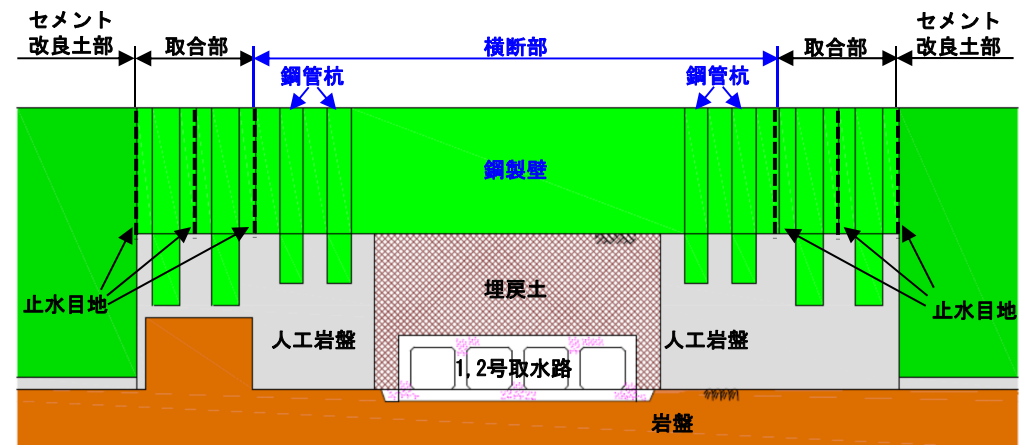 セメント
改良土部
取合部
横断部
取合部
セメント
改良土部
鋼管杭
鋼管杭
鋼製壁
止水目地
埋戻土
止水目地
人工岩盤
人工岩盤
1,2号取水路
岩盤